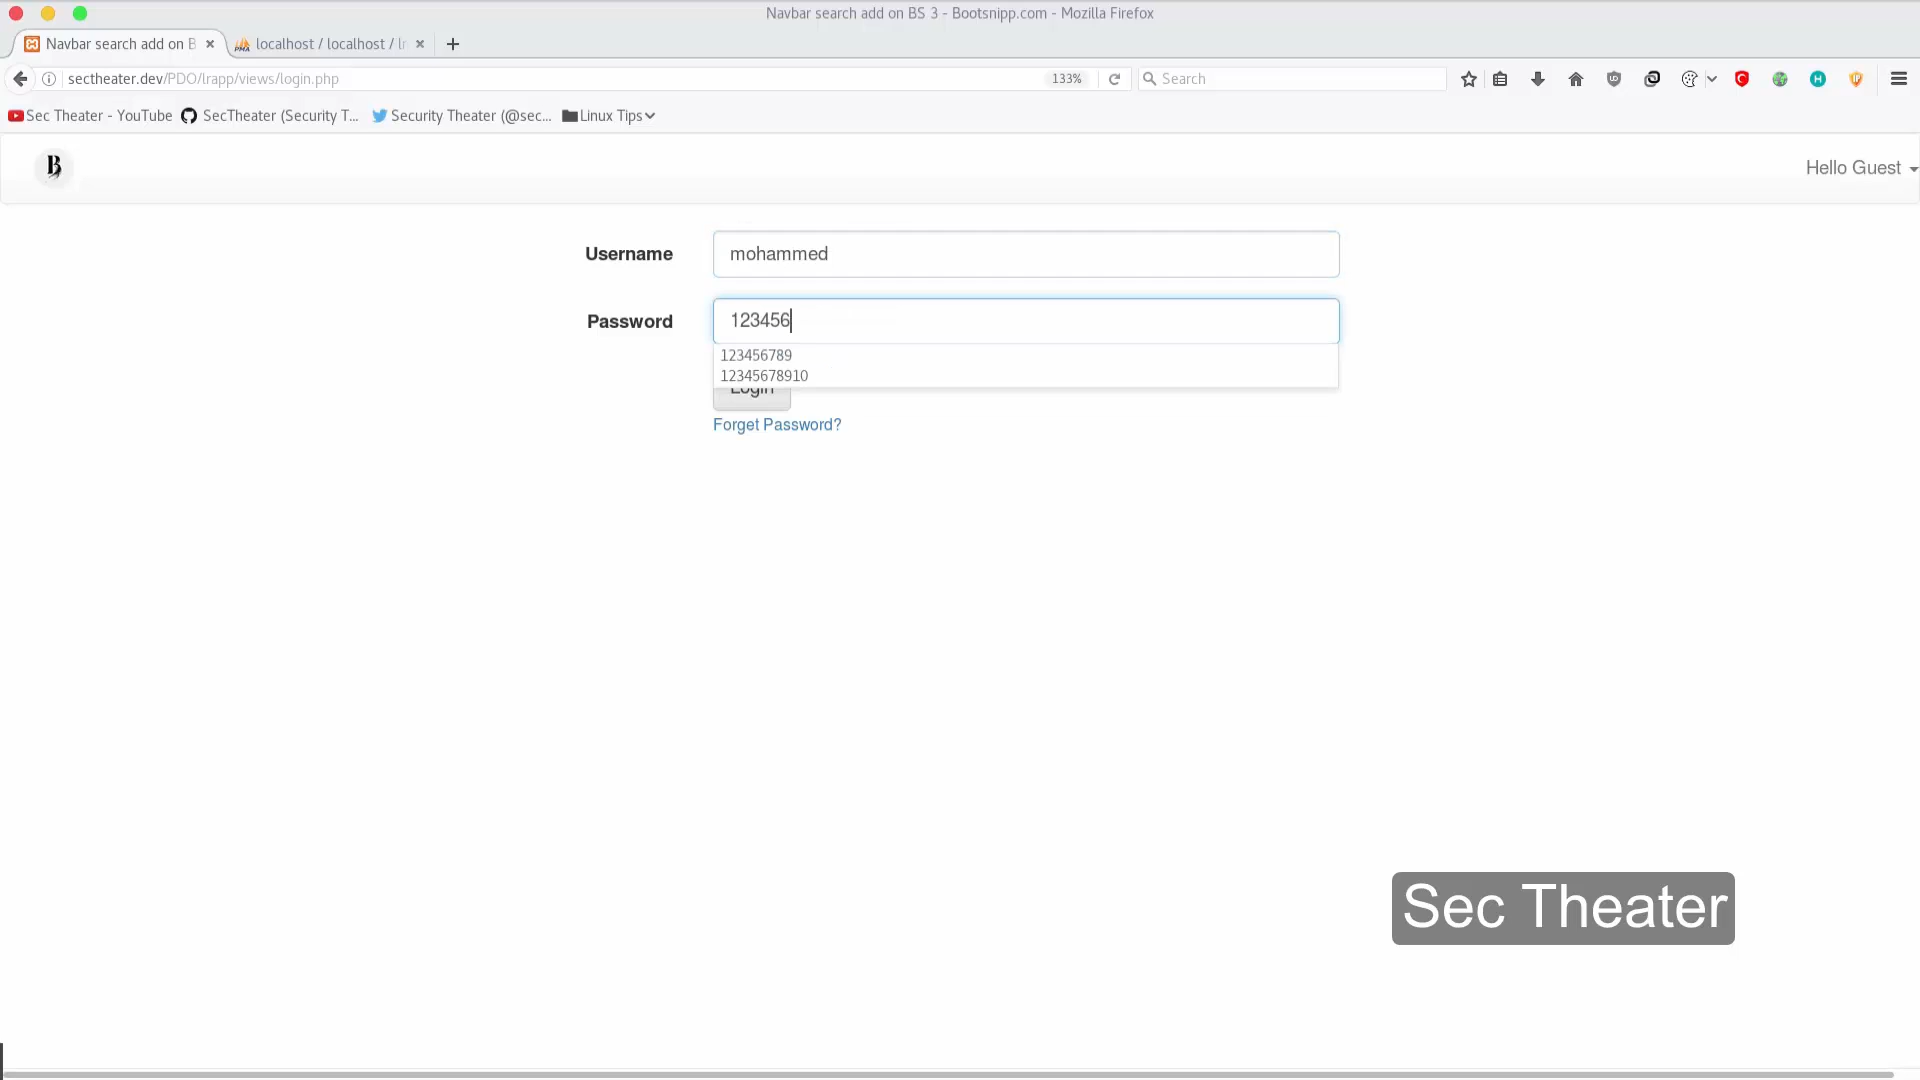 Navbar search add on BS 3 - Bootsnipp.com - Mozilla Firefox
Navbar search add on B
localhost / localhost / lr
sectheater.dev/PDO/lrapp/views/login.php
133%
Search
Sec Theater - YouTube
SecTheater (Security T...
Security Theater (@sec...
Linux Tips
B
Hello Guest
Username
mohammed
Password
123456
123456789
12345678910
Login
Forget Password?
Sec Theater